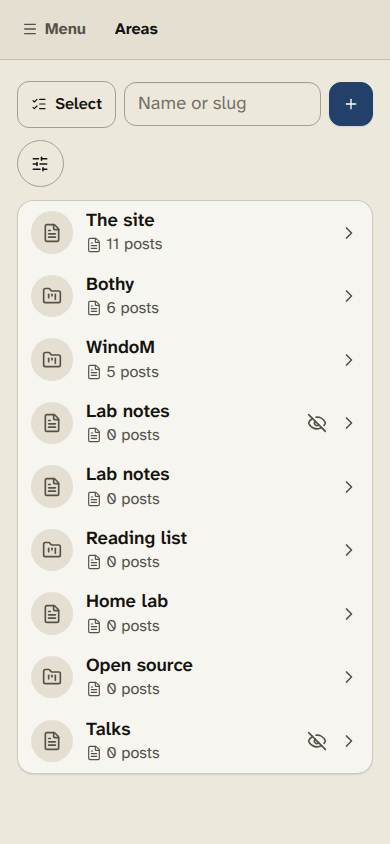 Menu Areas
Select Name or slug
The site
11 posts
Bothy
6 posts
WindoM
5 posts
Lab notes
0 posts
Lab notes
0 posts
Reading list
0 posts
Home lab
0 posts
Open source
0 posts
Talks
0 posts